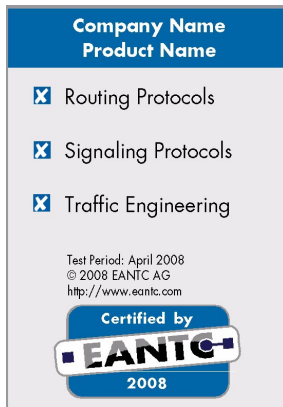 Company Name
Product Name
Routing Protocols
Signaling Protocols
Traffic Engineering
Test Period: April 2008
© 2008 EANTC AG
http://www.eantc.com
Certified by
EANTC
2008